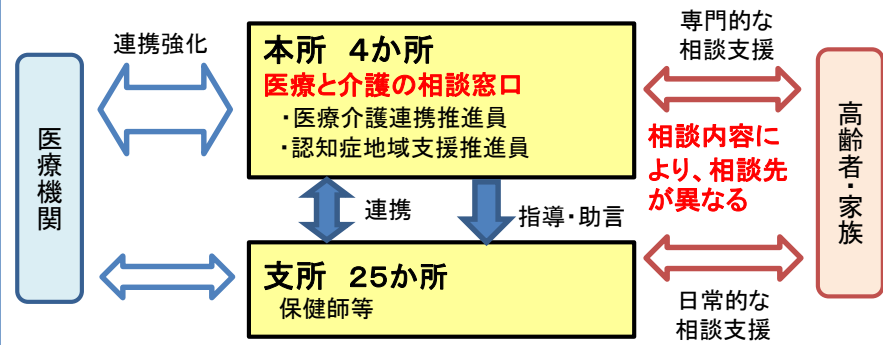 医療機関
連携強化
本所 4か所
医療と介護の相談窓口
・医療介護連携推進員
・認知症地域支援推進員
専門的な
相談支援
相談内容に
より、相談先
が異なる
高齢者・家族
連携
指導・助言
支所 25か所
保健師等
日常的な
相談支援